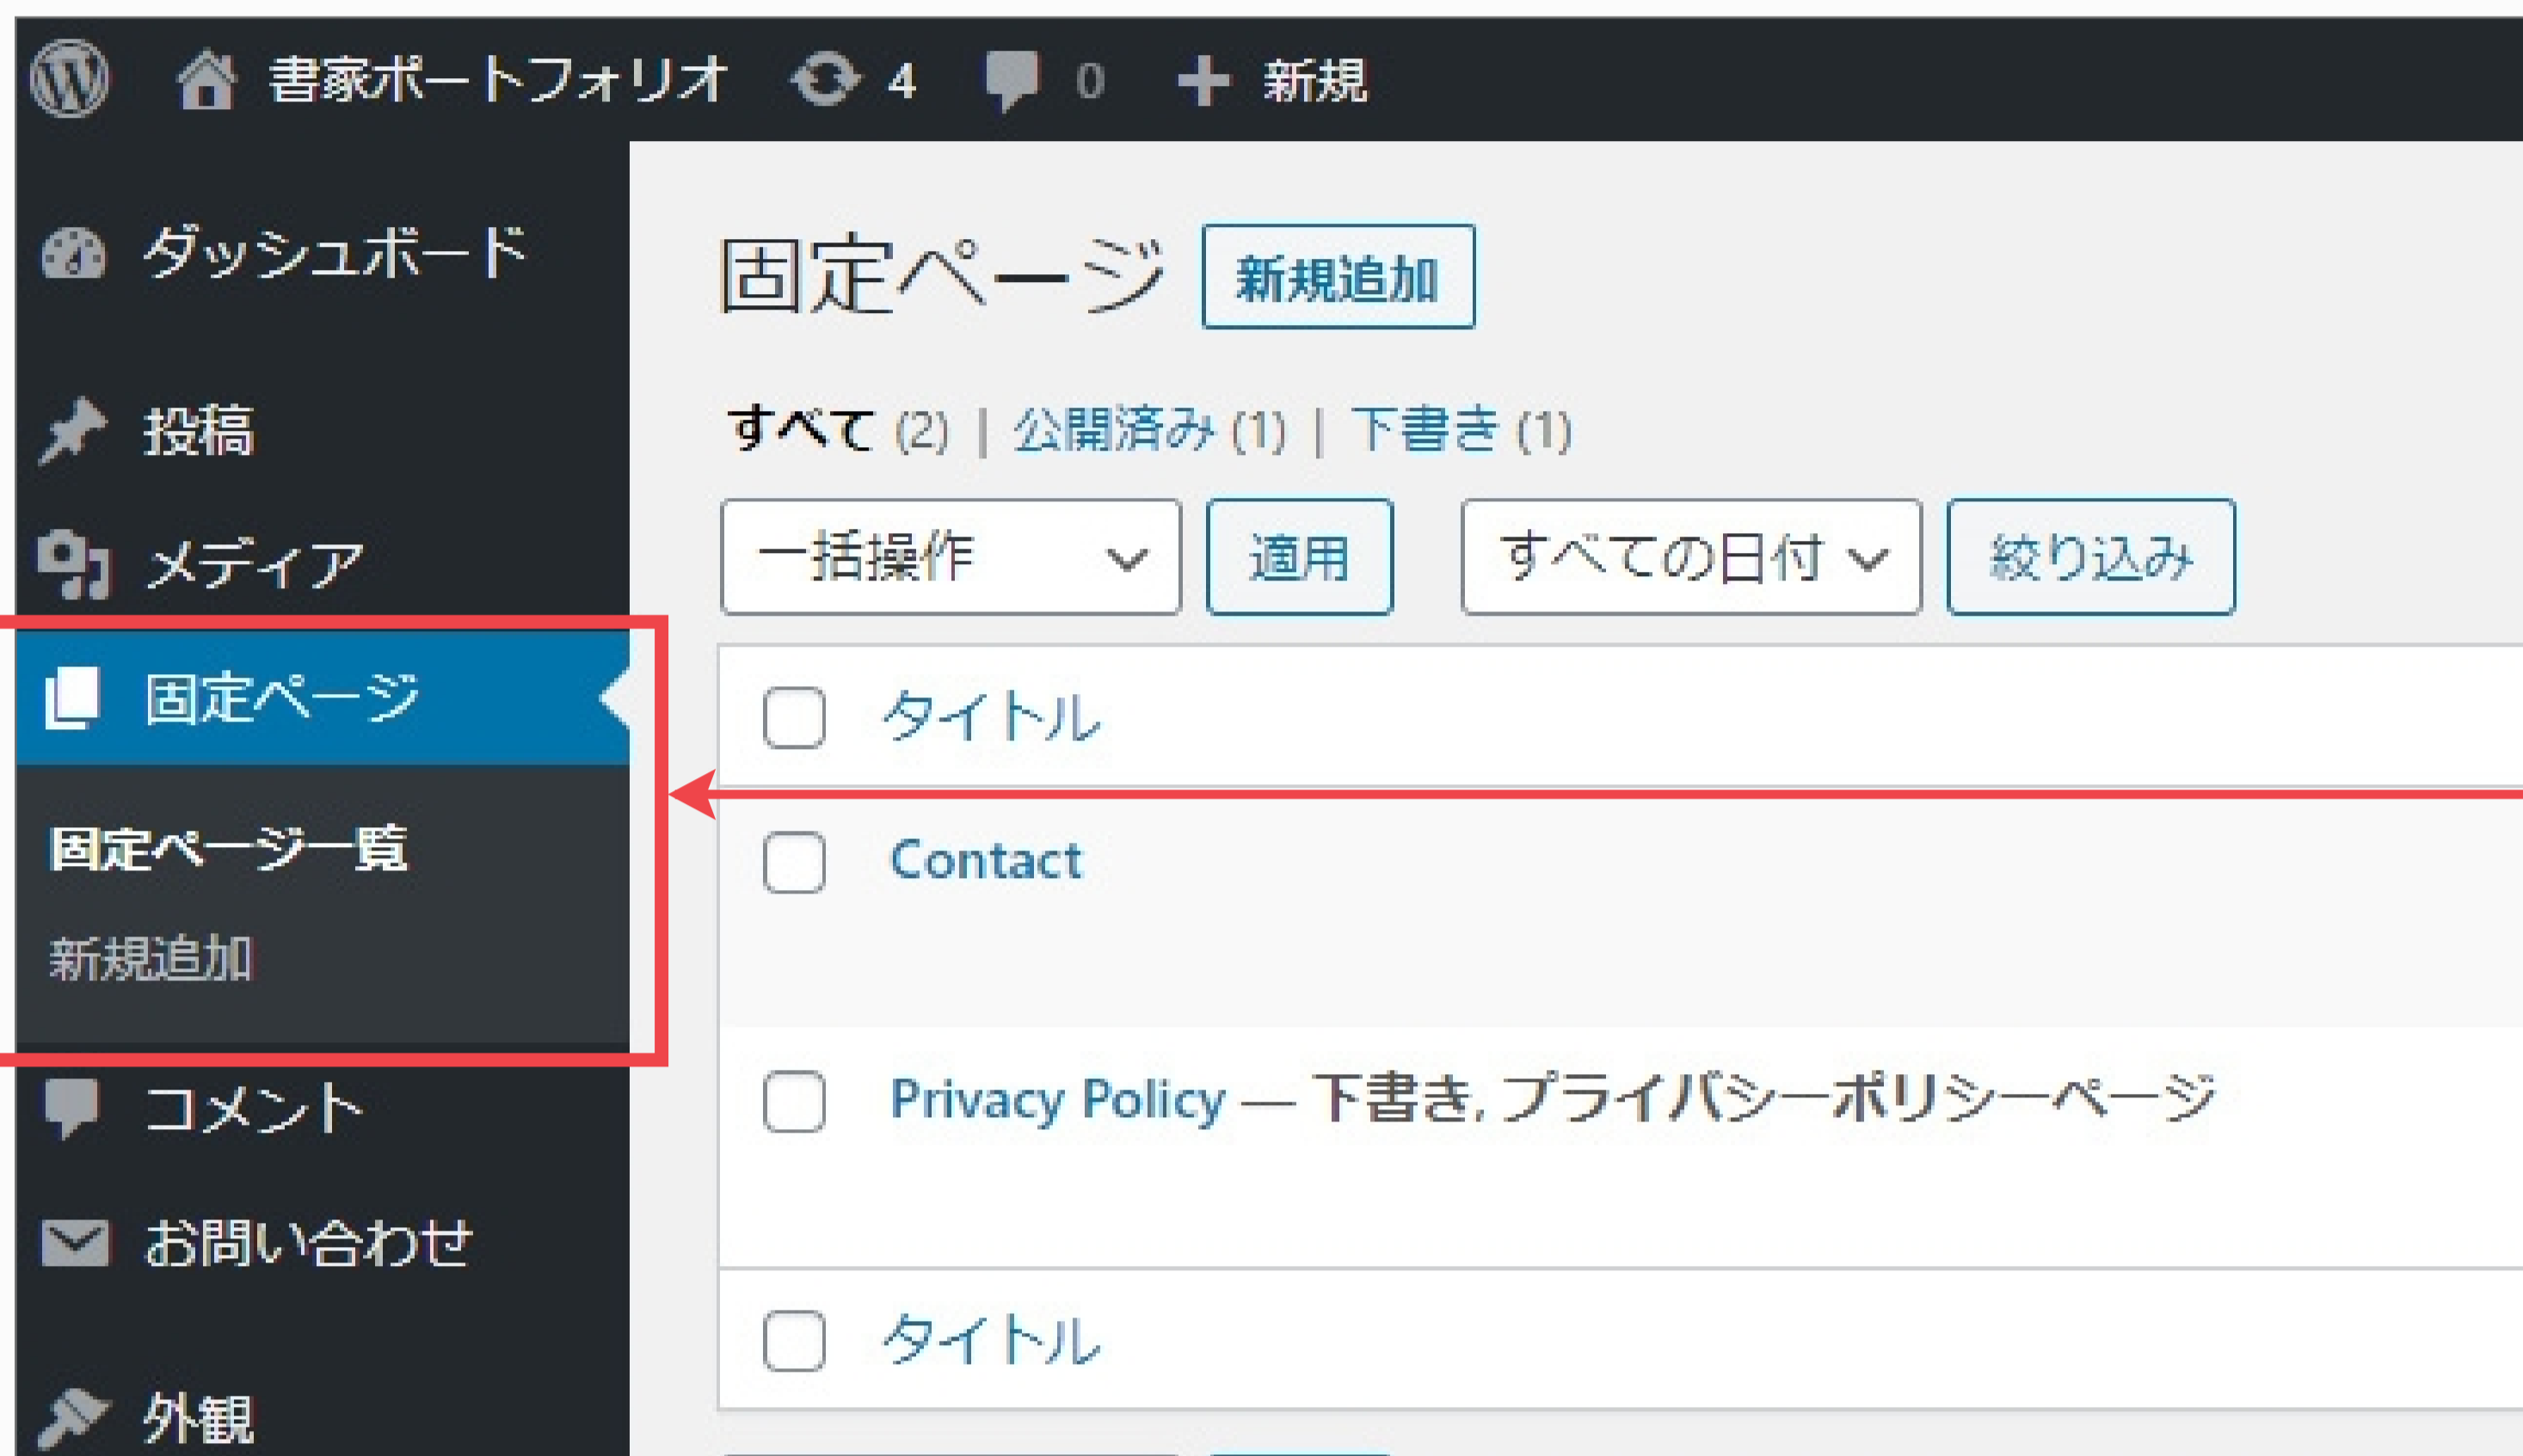 書家ポートフォリオ 4 0 新規
ダッシュボード
投稿
メディア
固定ページ
固定ページ一覧
新規追加
コメント
お問い合わせ
外観
固定ページ 新規追加
すべて (2) | 公開済み (1) | 下書き (1)
一括操作 適用 すべての日付 絞り込み
タイトル
Contact
Privacy Policy — 下書き, プライバシーポリシーページ
タイトル